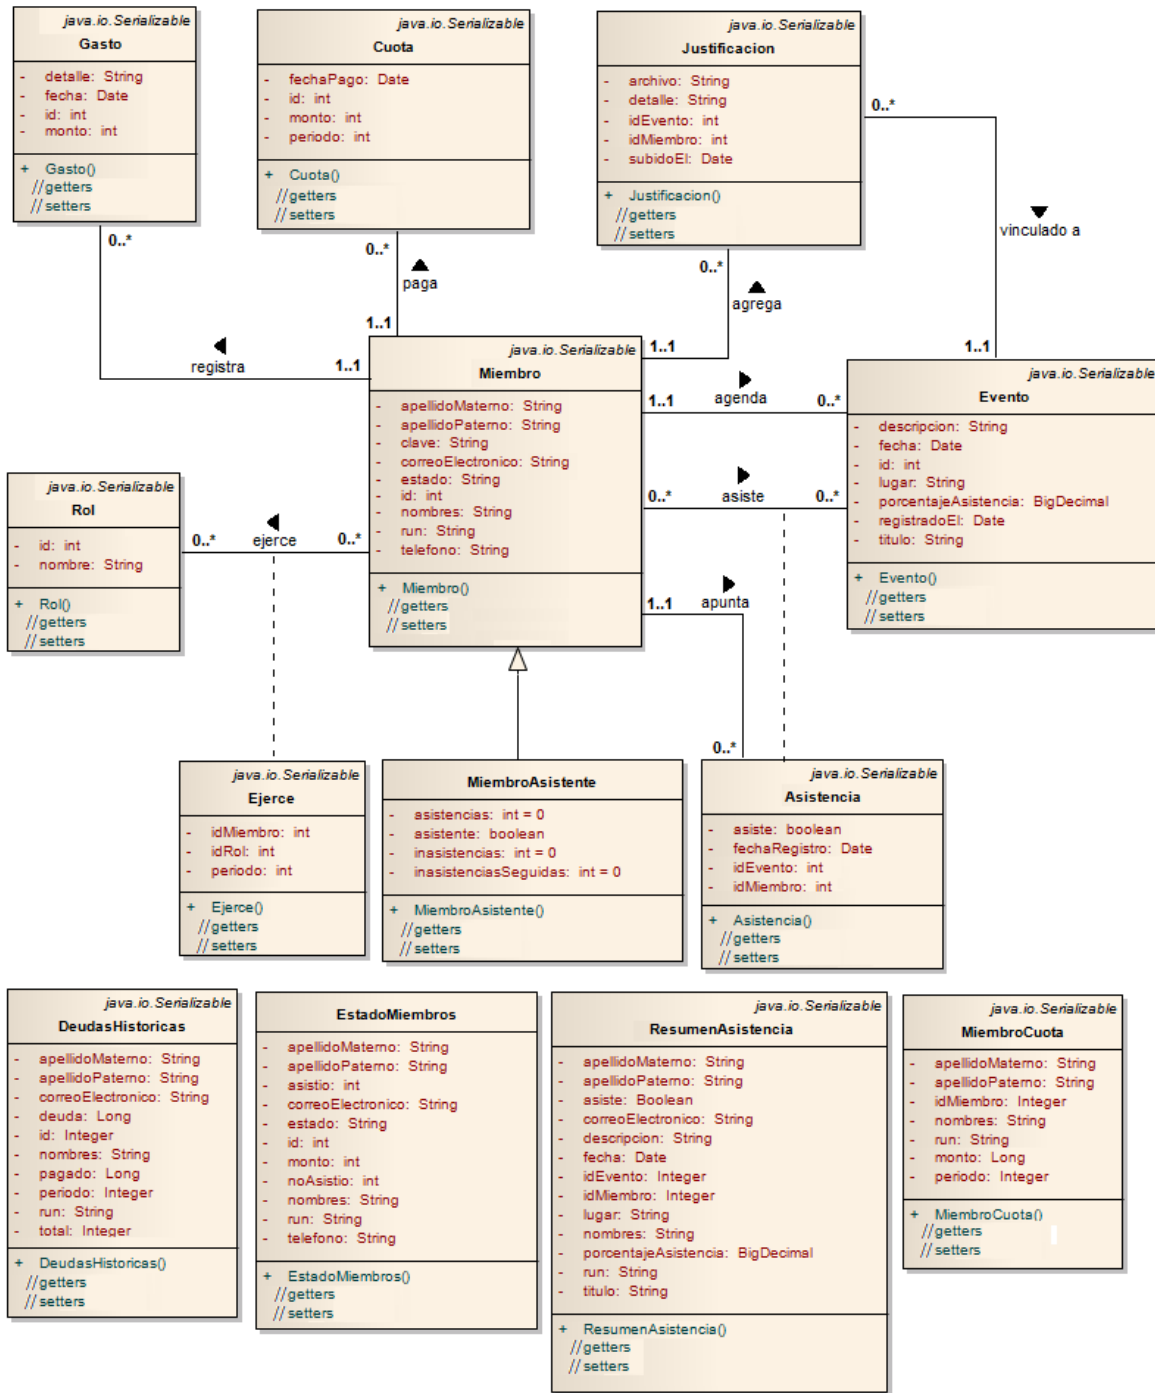 java.io.Serializable
Gasto
- detalle: String
- fecha: Date
- id: int
- monto: int
+ Gasto()
//getters
//setters
java.io.Serializable
Cuota
- fechaPago: Date
- id: int
- monto: int
- periodo: int
+ Cuota()
//getters
//setters
java.io.Serializable
Justificacion
- archivo: String
- detalle: String
- idEvento: int
- idMiembro: int
- subidoEl: Date
+ Justificacion()
//getters
//setters
0..*
0..*
0..*
0..*
vinculado a
1..1
paga
1..1
agrega
registra
1..1
1..1
java.io.Serializable
Miembro
- apellidoMaterno: String
- apellidoPaterno: String
- clave: String
- correoElectronico: String
- estado: String
- id: int
- nombres: String
- run: String
- telefono: String
+ Miembro()
//getters
//setters
1..1
agenda
0..*
0..*
asiste
0..*
1..1
apunta
0..*
java.io.Serializable
Evento
- descripcion: String
- fecha: Date
- id: int
- lugar: String
- porcentajeAsistencia: BigDecimal
- registradoEl: Date
- titulo: String
+ Evento()
//getters
//setters
java.io.Serializable
Rol
- id: int
- nombre: String
+ Rol()
//getters
//setters
0..*
ejerce
0..*
java.io.Serializable
Ejerce
- idMiembro: int
- idRol: int
- periodo: int
+ Ejerce()
//getters
//setters
MiembroAsistente
- asistencias: int = 0
- asistente: boolean
- inasistencias: int = 0
- inasistenciasSeguidas: int = 0
+ MiembroAsistente()
//getters
//setters
java.io.Serializable
Asistencia
- asiste: boolean
- fechaRegistro: Date
- idEvento: int
- idMiembro: int
+ Asistencia()
//getters
//setters
java.io.Serializable
DeudasHistoricas
- apellidoMaterno: String
- apellidoPaterno: String
- correoElectronico: String
- deuda: Long
- id: Integer
- nombres: String
- pagado: Long
- periodo: Integer
- run: String
- total: Integer
+ DeudasHistoricas()
//getters
//setters
EstadoMiembros
- apellidoMaterno: String
- apellidoPaterno: String
- asistio: int
- correoElectronico: String
- estado: String
- id: int
- monto: int
- noAsistio: int
- nombres: String
- run: String
- telefono: String
+ EstadoMiembros()
//getters
//setters
java.io.Serializable
ResumenAsistencia
- apellidoMaterno: String
- apellidoPaterno: String
- asiste: Boolean
- correoElectronico: String
- descripcion: String
- fecha: Date
- idEvento: Integer
- idMiembro: Integer
- lugar: String
- nombres: String
- porcentajeAsistencia: BigDecimal
- run: String
- titulo: String
+ ResumenAsistencia()
//getters
//setters
java.io.Serializable
MiembroCuota
- apellidoMaterno: String
- apellidoPaterno: String
- idMiembro: Integer
- nombres: String
- run: String
- monto: Long
- periodo: Integer
+ MiembroCuota()
//getters
//setters